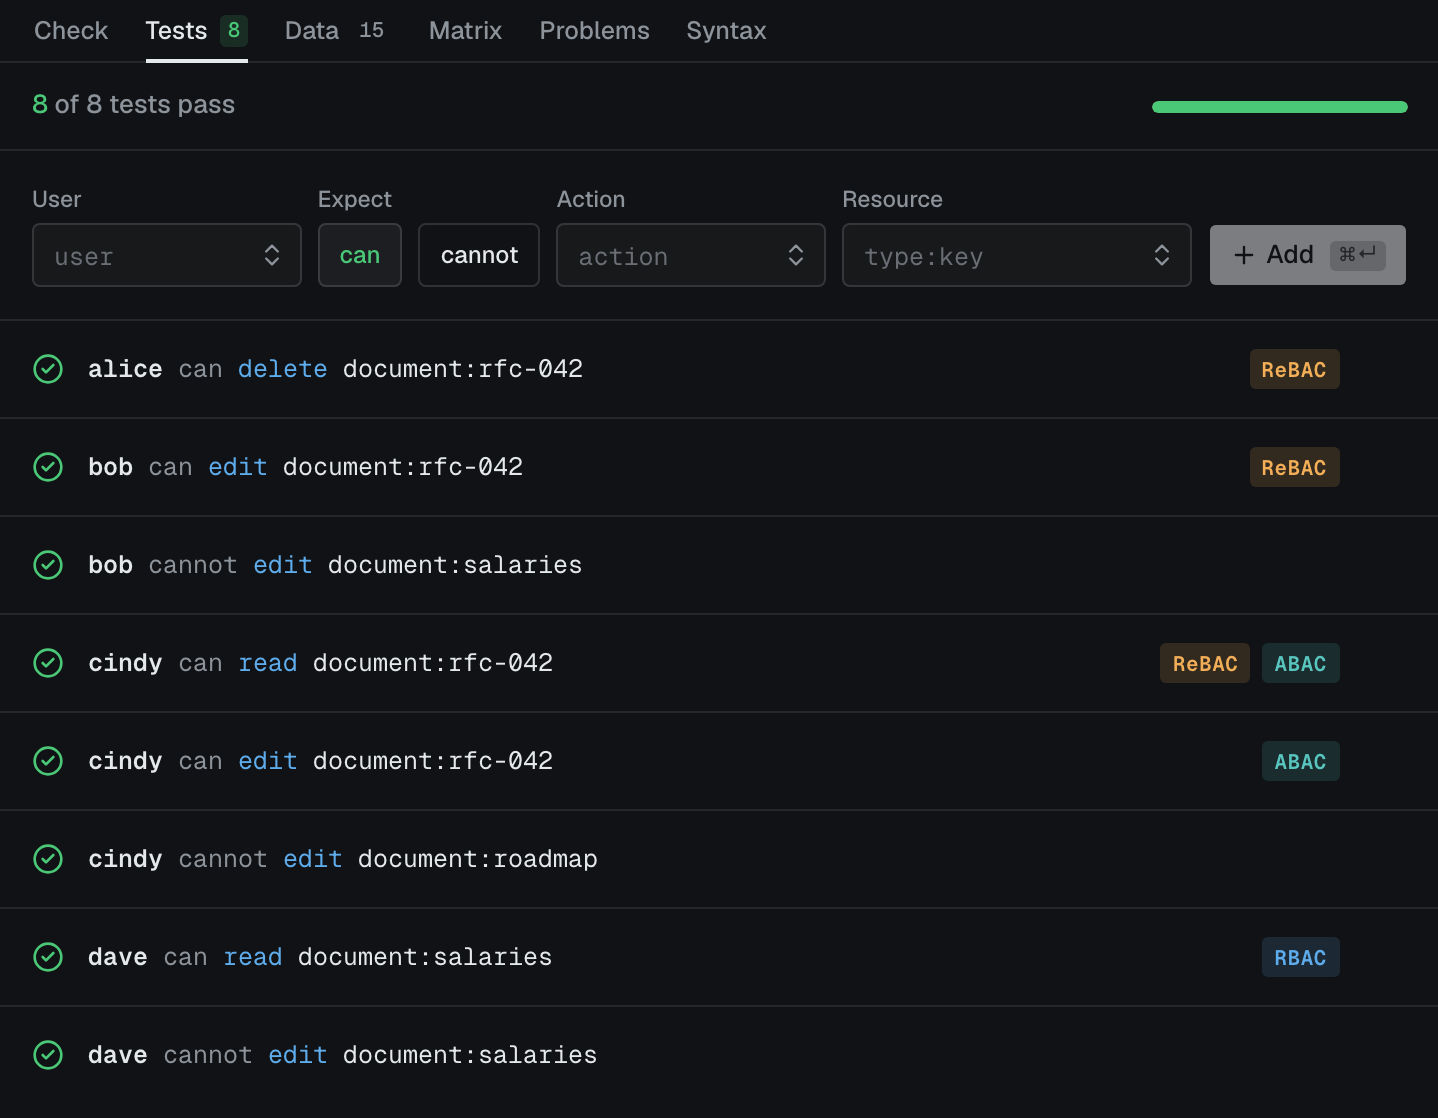 Check Tests 8 Data 15 Matrix Problems Syntax
8 of 8 tests pass
User Expect Action Resource
user can cannot action type:key + Add ⌘↵
alice can delete document:rfc-042 ReBAC
bob can edit document:rfc-042 ReBAC
bob cannot edit document:salaries
cindy can read document:rfc-042 ReBAC ABAC
cindy can edit document:rfc-042 ABAC
cindy cannot edit document:roadmap
dave can read document:salaries RBAC
dave cannot edit document:salaries